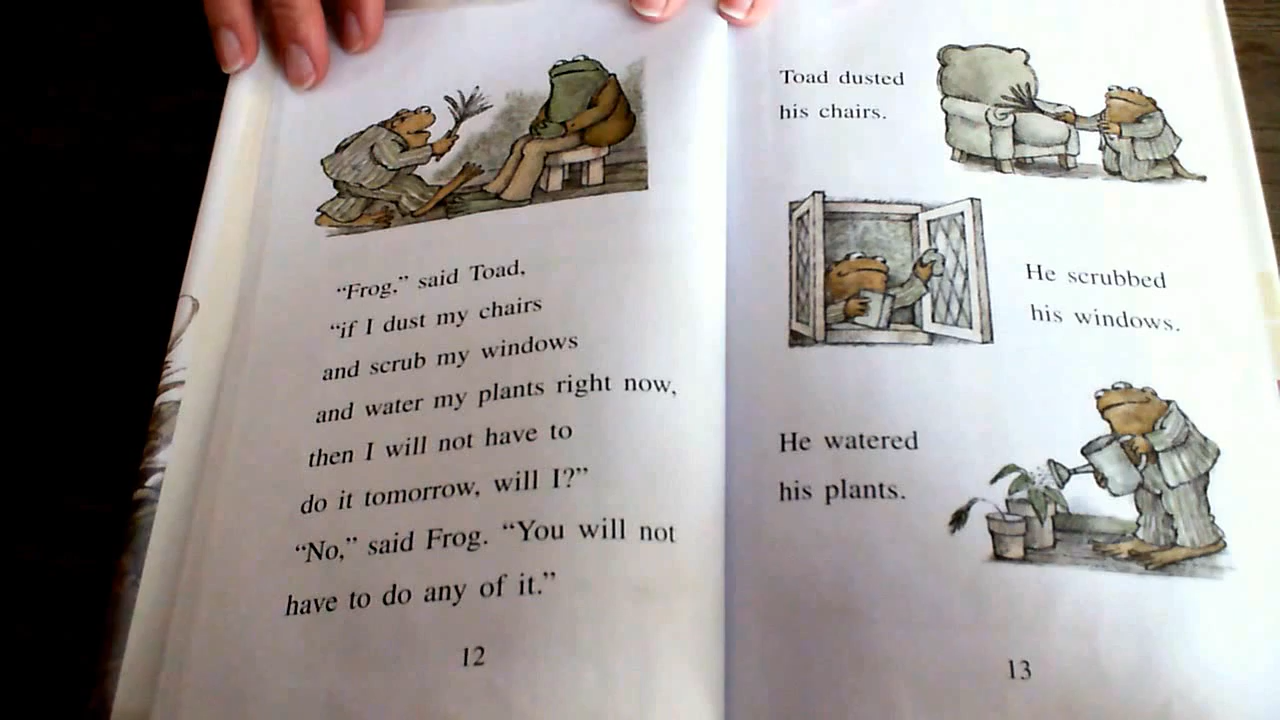 “Frog,” said Toad,
“if I dust my chairs
and scrub my windows
and water my plants right now,
then I will not have to
do it tomorrow, will I?”
“No,” said Frog. “You will not
have to do any of it.”
12
Toad dusted
his chairs.
He scrubbed
his windows.
He watered
his plants.
13